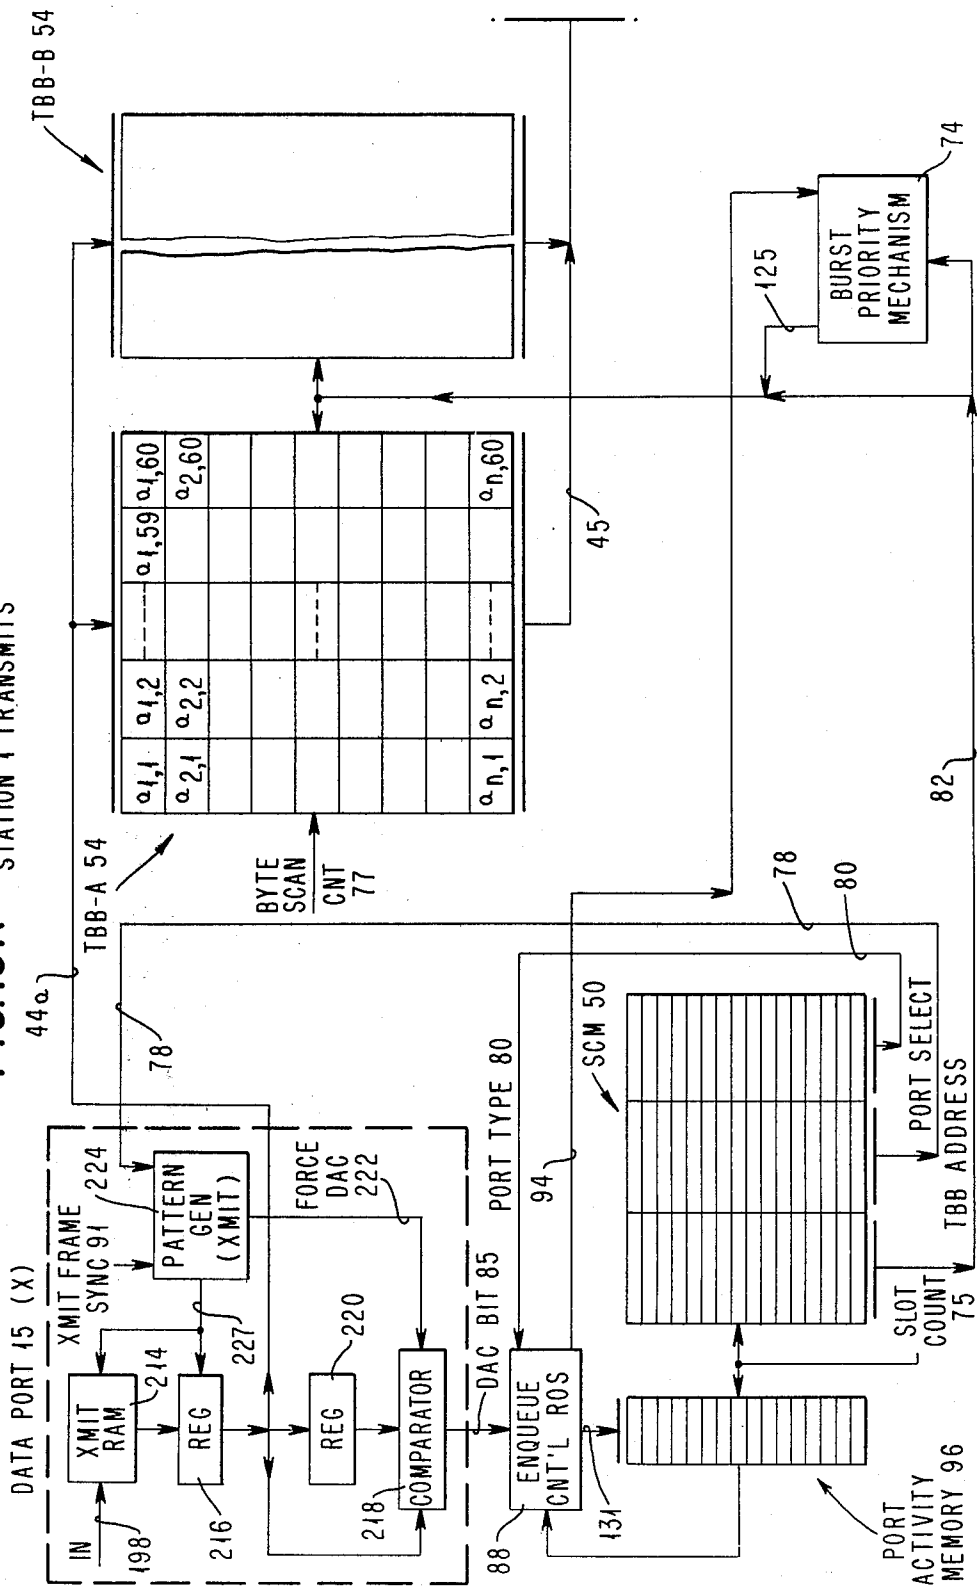 STATION 1 TRANSMITS
DATA PORT 15 (X)
44a
TBB-A 54
TBB-B 54
XMIT FRAME
SYNC 91
224
78
IN
198
XMIT
RAM
214
PATTERN
GEN
(XMIT)
227
REG
216
REG
220
FORCE
DAC
222
COMPARATOR
218
DAC BIT 85
BYTE
SCAN
CNT
77
a1,1
a1,2
a1,59
a1,60
a2,1
a2,2
a2,60
an,1
an,2
an,60
45
88
ENQUEUE
CNT'L ROS
131
PORT TYPE 80
94
SCM 50
78
80
125
BURST
PRIORITY
MECHANISM
74
PORT
ACTIVITY
MEMORY 96
SLOT
COUNT
75
PORT SELECT
TBB ADDRESS
82